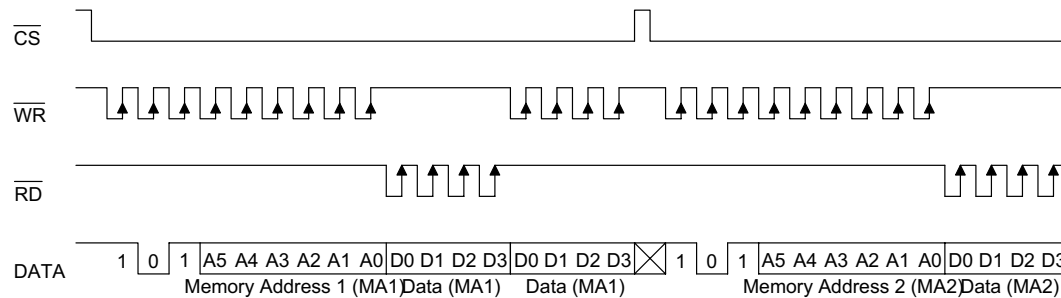 CS
WR
RD
DATA 1 0 1 A5 A4 A3 A2 A1 A0 D0 D1 D2 D3 D0 D1 D2 D3 1 0 1 A5 A4 A3 A2 A1 A0 D0 D1 D2 D3
Memory Address 1 (MA1) Data (MA1) Data (MA1) Memory Address 2 (MA2) Data (MA2)